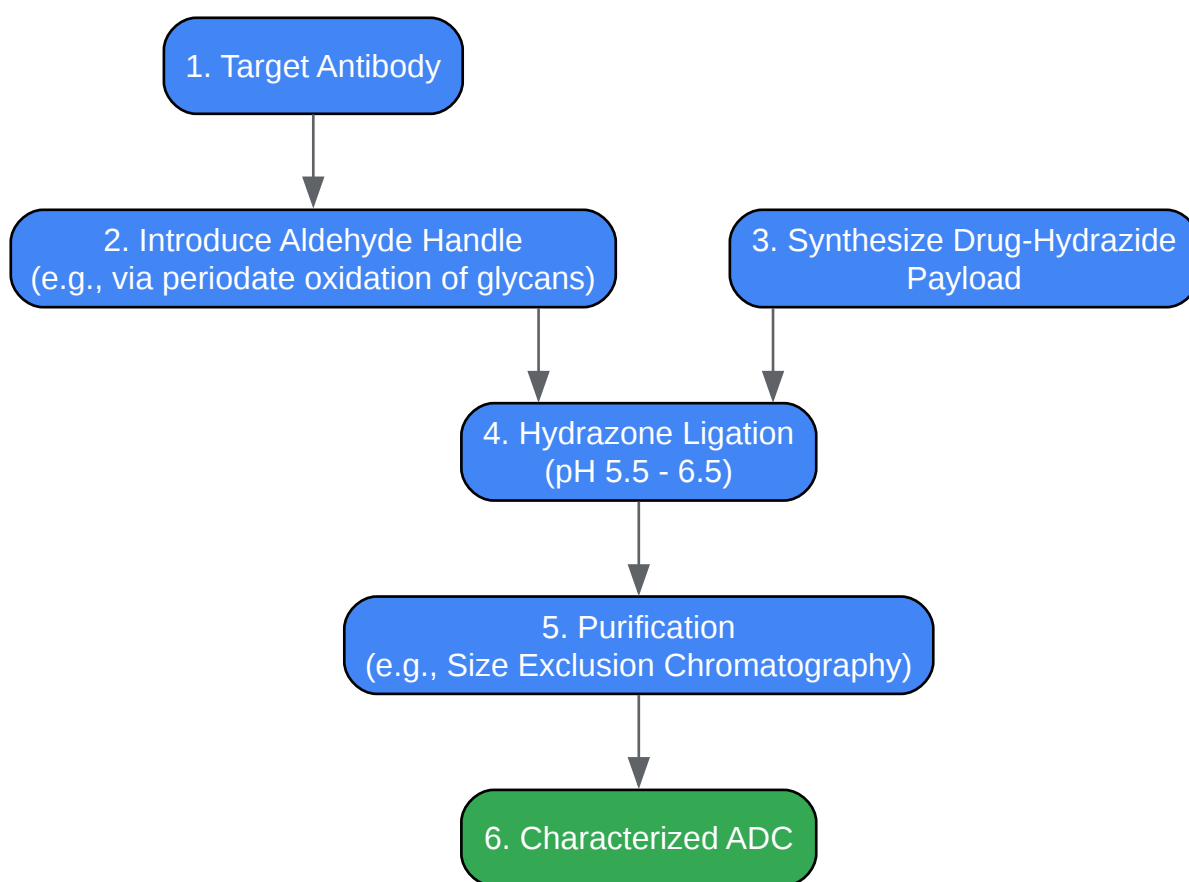 1. Target Antibody
2. Introduce Aldehyde Handle
(e.g., via periodate oxidation of glycans)
3. Synthesize Drug-Hydrazide
Payload
4. Hydrazone Ligation
(pH 5.5 - 6.5)
5. Purification
(e.g., Size Exclusion Chromatography)
6. Characterized ADC